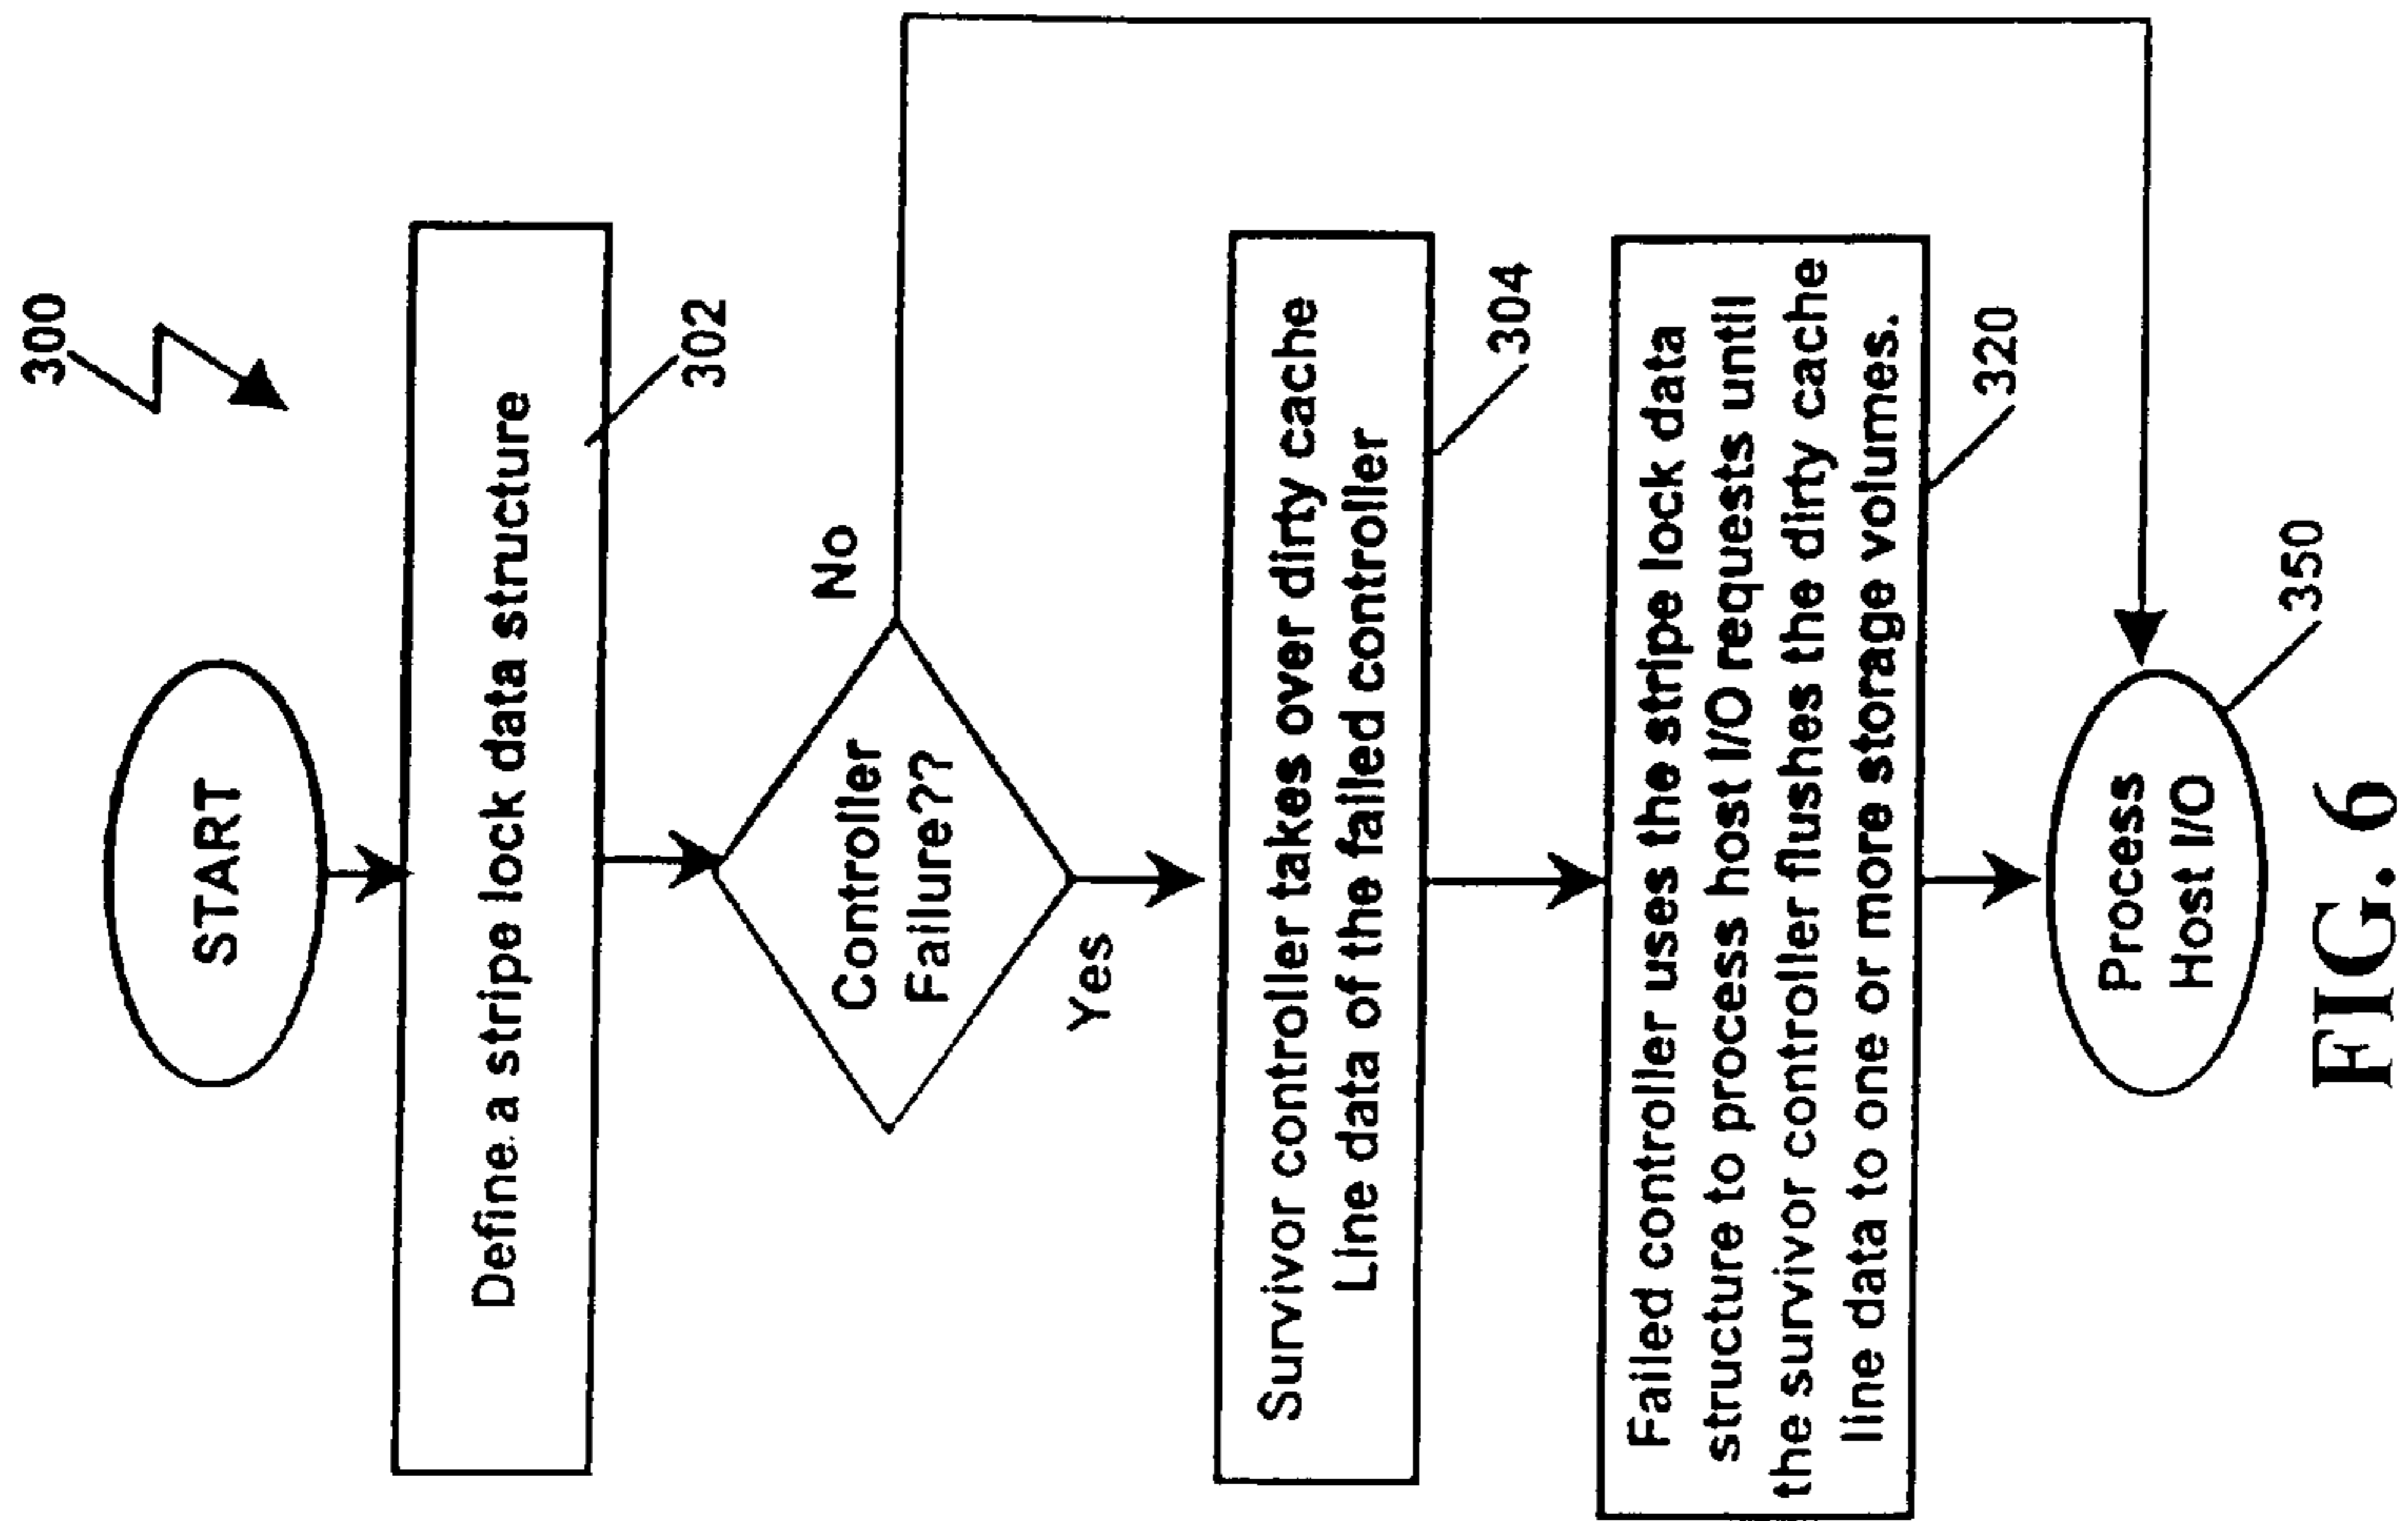 300
START
Define a stripe lock data structure
302
Controller
Failure??
No
Yes
Survivor controller takes over dirty cache
Line data of the failed controller
304
Failed controller uses the stripe lock data
structure to process host I/O requests until
the survivor controller flushes the dirty cache
line data to one or more storage volumes.
320
Process
Host I/O
350
FIG. 6